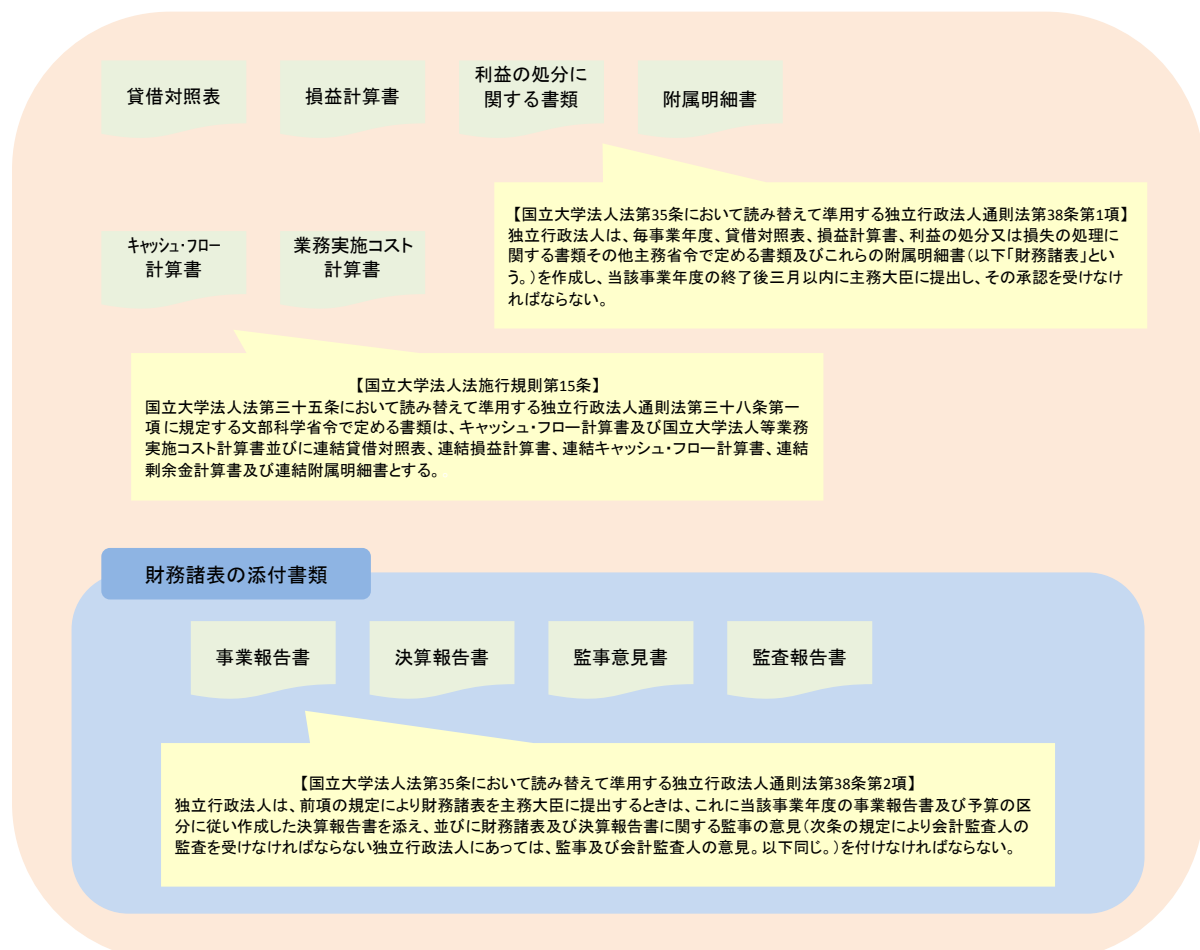 貸借対照表
損益計算書
利益の処分に
関する書類
附属明細書
【国立大学法人法第35条において読み替えて準用する独立行政法人通則法第38条第1項】
独立行政法人は、毎事業年度、貸借対照表、損益計算書、利益の処分又は損失の処理に
関する書類その他主務省令で定める書類及びこれらの附属明細書(以下「財務諸表」とい
う。)を作成し、当該事業年度の終了後三月以内に主務大臣に提出し、その承認を受けなけ
ればならない。
キャッシュ・フロー
計算書
業務実施コスト
計算書
【国立大学法人法施行規則第15条】
国立大学法人法第三十五条において読み替えて準用する独立行政法人通則法第三十八条第一
項に規定する文部科学省令で定める書類は、キャッシュ・フロー計算書及び国立大学法人等業務
実施コスト計算書並びに連結貸借対照表、連結損益計算書、連結キャッシュ・フロー計算書、連結
剰余金計算書及び連結附属明細書とする。
財務諸表の添付書類
事業報告書
決算報告書
監事意見書
監査報告書
【国立大学法人法第35条において読み替えて準用する独立行政法人通則法第38条第2項】
独立行政法人は、前項の規定により財務諸表を主務大臣に提出するときは、これに当該事業年度の事業報告書及び予算の区
分に従い作成した決算報告書を添え、並びに財務諸表及び決算報告書に関する監事の意見(次条の規定により会計監査人の
監査を受けなければならない独立行政法人にあっては、監事及び会計監査人の意見。以下同じ。)を付けなければならない。